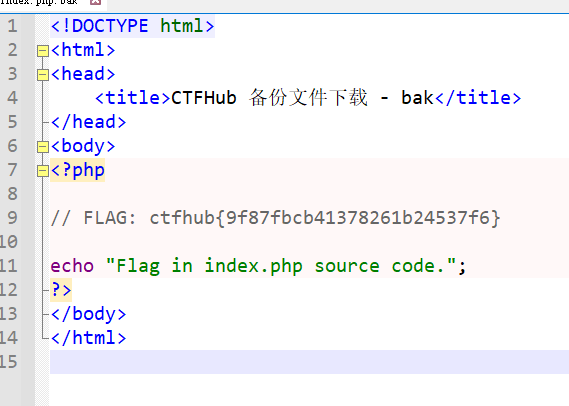 index.php.bak
1 <!DOCTYPE html>
2 <html>
3 <head>
4 <title>CTFHub 备份文件下载 - bak</title>
5 </head>
6 <body>
7 <?php
8
9 // FLAG: ctfhub{9f87fbcb41378261b24537f6}
10
11 echo "Flag in index.php source code.";
12 ?>
13 </body>
14 </html>
15